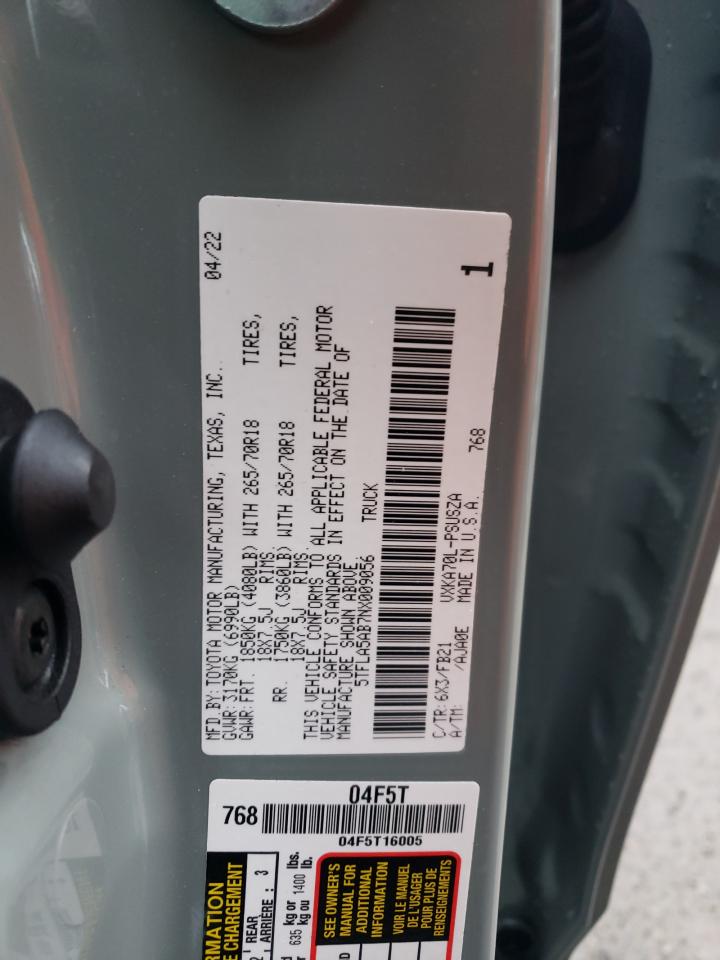 MFD.BY:TOYOTA MOTOR MANUFACTURING, TEXAS, INC. 04/22
GVWR:3170KG (6990LB)
GAWR:FRT. 1850KG (4080LB) WITH 265/70R18 TIRES,
18X7.5J RIMS.
RR. 1750KG (3860LB) WITH 265/70R18 TIRES,
18X7.5J RIMS.
THIS VEHICLE CONFORMS TO ALL APPLICABLE FEDERAL MOTOR
VEHICLE SAFETY STANDARDS IN EFFECT ON THE DATE OF
MANUFACTURE SHOWN ABOVE.
5TFLA5AB7NX009056 TRUCK
C/TR:6X3/FB21 VXKA70L-PSUSZA
A/TM: /AJA0E MADE IN U.S.A. 768
1
04F5T
768
04F5T16005
SEE OWNER'S
MANUAL FOR
ADDITIONAL
INFORMATION
VOIR LE MANUEL
DE L'USAGER
POUR PLUS DE
RENSEIGNEMENTS
E CHARGEMENT
REAR
ARRIÈRE : 3
635 kg or 1400 lbs.
kg ou lb.